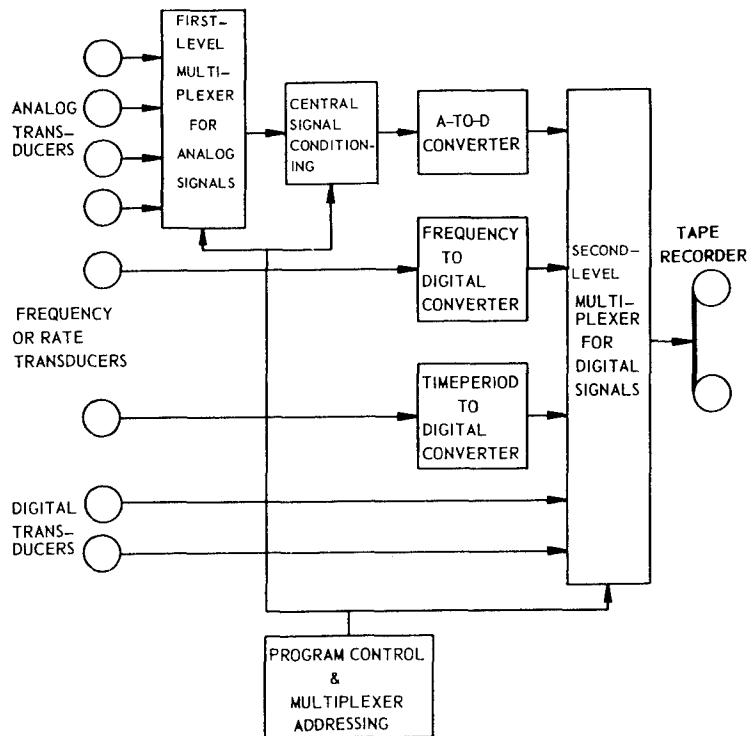 FIRST–
LEVEL
MULTI–
PLEXER
FOR
ANALOG
SIGNALS
ANALOG
TRANS–
DUCERS
CENTRAL
SIGNAL
CONDITION-
ING
A-TO-D
CONVERTER
FREQUENCY
TO
DIGITAL
CONVERTER
SECOND–
LEVEL
MULTI–
PLEXER
FOR
DIGITAL
SIGNALS
TAPE
RECORDER
FREQUENCY
OR RATE
TRANSDUCERS
TIMEPERIOD
TO
DIGITAL
CONVERTER
DIGITAL
TRANS–
DUCERS
PROGRAM CONTROL
&
MULTIPLEXER
ADDRESSING